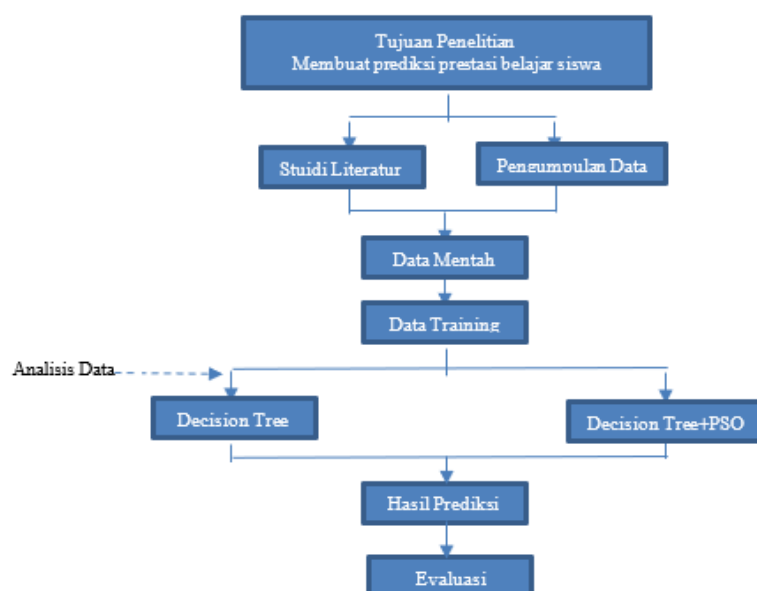 Tujuan Penelitian
Membuat prediksi prestasi belajar siswa
Stuidi Literatur
Pengumpulan Data
Data Mentah
Data Training
Analisis Data
Decision Tree
Decision Tree+PSO
Hasil Prediksi
Evaluasi